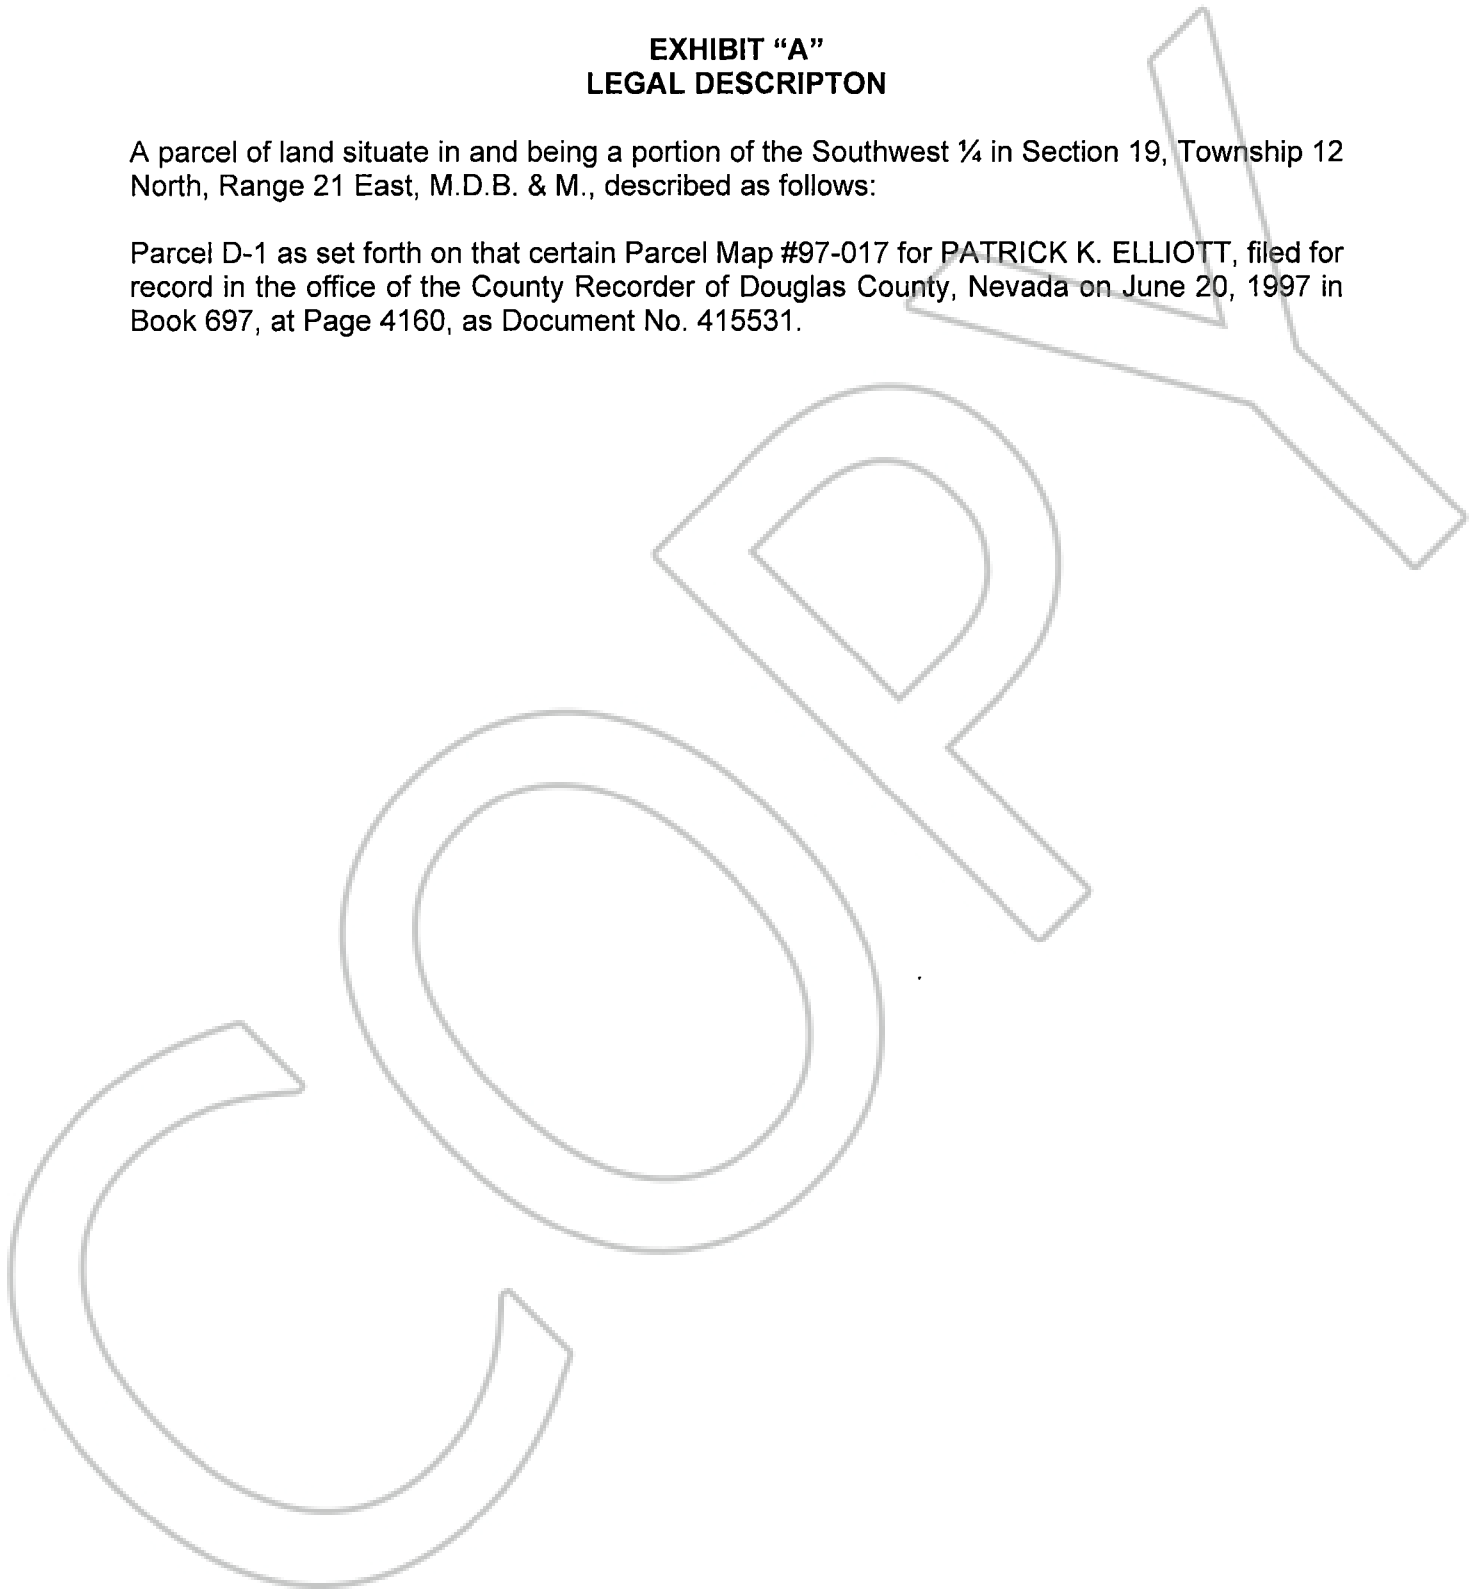 EXHIBIT “A”
LEGAL DESCRIPTON
A parcel of land situate in and being a portion of the Southwest ¼ in Section 19, Township 12
North, Range 21 East, M.D.B. & M., described as follows:
Parcel D-1 as set forth on that certain Parcel Map #97-017 for PATRICK K. ELLIOTT, filed for
record in the office of the County Recorder of Douglas County, Nevada on June 20, 1997 in
Book 697, at Page 4160, as Document No. 415531.
COPY